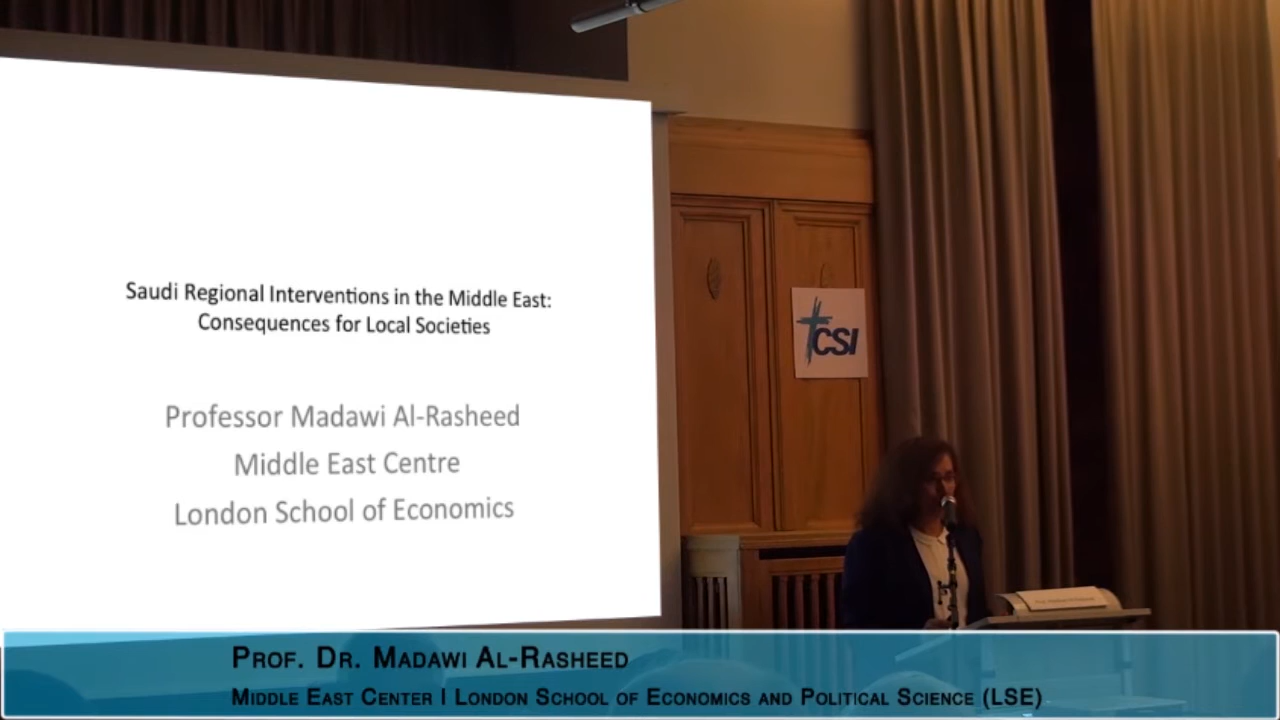 Saudi Regional Interventions in the Middle East:
Consequences for Local Societies
Professor Madawi Al-Rasheed
Middle East Centre
London School of Economics
CSI
PROF. DR. MADAWI AL-RASHEED
MIDDLE EAST CENTER | LONDON SCHOOL OF ECONOMICS AND POLITICAL SCIENCE (LSE)